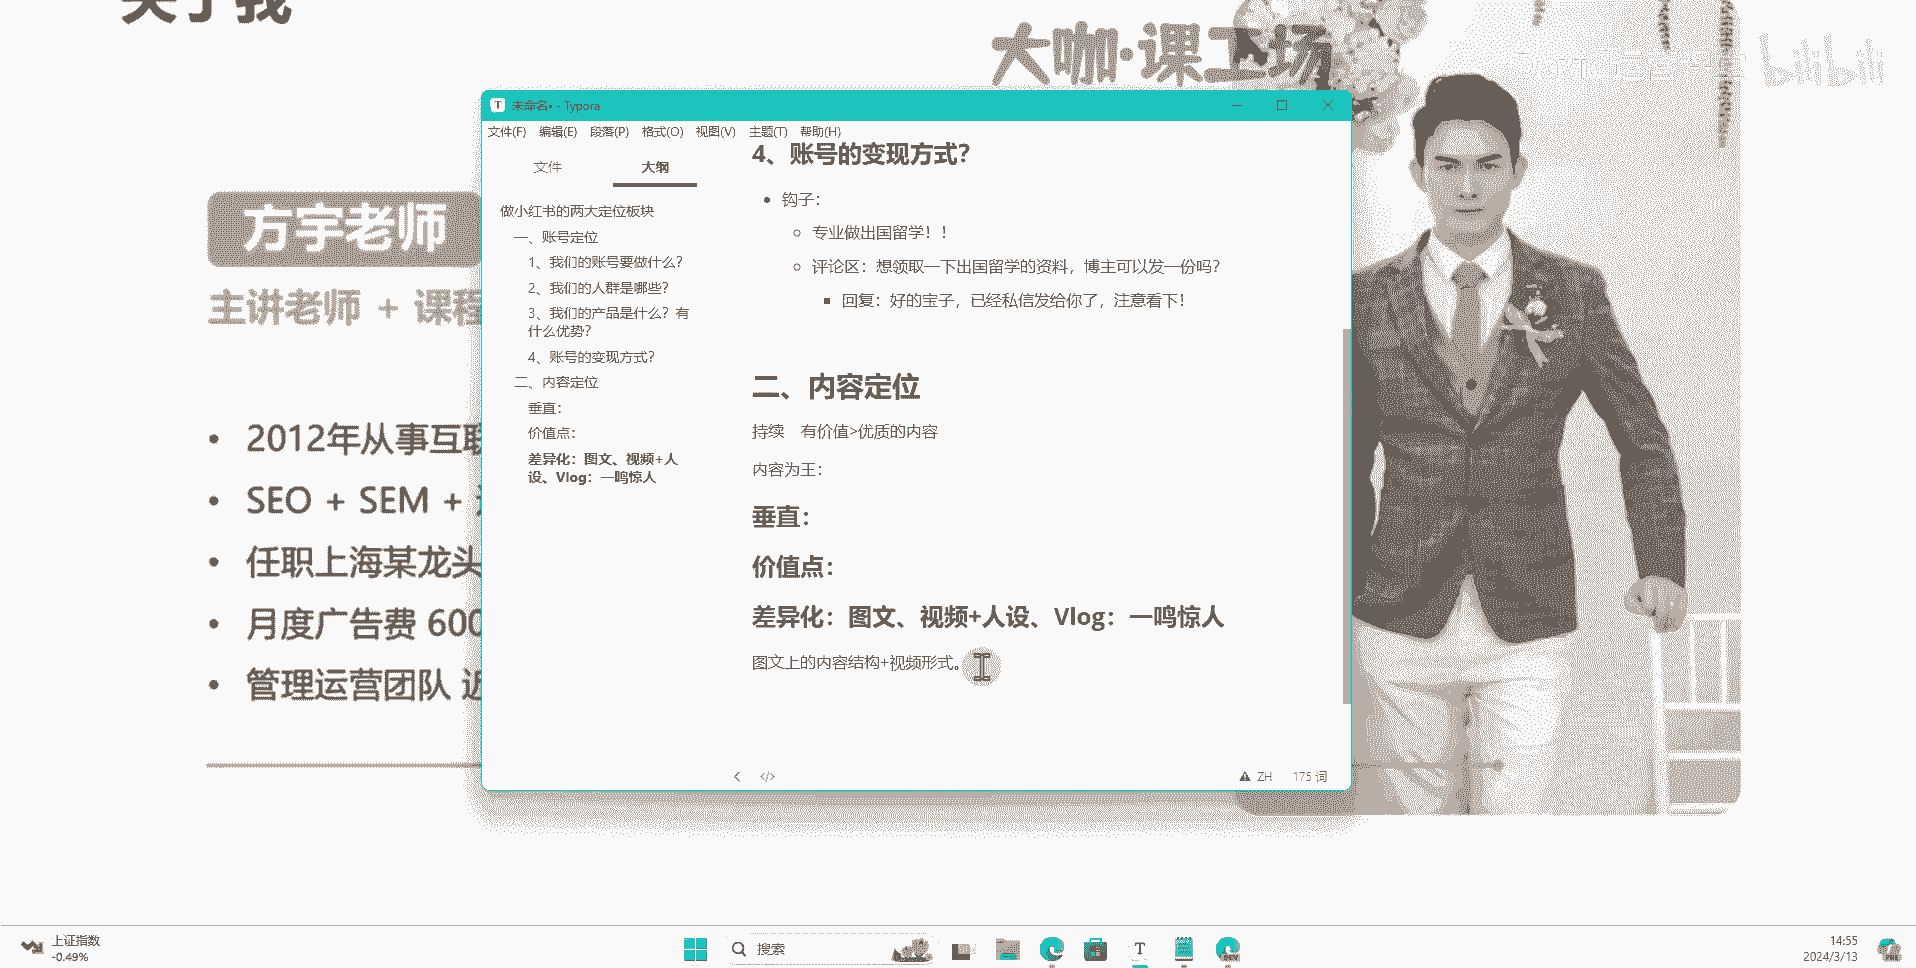 关于我
大咖·课工场
bilibili
未命名• - Typora
文件(F) 编辑(E) 段落(P) 格式(O) 视图(V) 主题(T) 帮助(H)
文件 大纲
做小红书的两大定位板块
一、账号定位
1、我们的账号要做什么？
2、我们的人群是哪些？
3、我们的产品是什么？有
什么优势？
4、账号的变现方式？
二、内容定位
垂直：
价值点：
差异化：图文、视频+人
设、Vlog：一鸣惊人
4、账号的变现方式？
钩子：
专业做出国留学！！
评论区：想领取一下出国留学的资料，博主可以发一份吗？
回复：好的宝子，已经私信发给你了，注意看下！
二、内容定位
持续 有价值>优质的内容
内容为王：
垂直：
价值点：
差异化：图文、视频+人设、Vlog：一鸣惊人
图文上的内容结构+视频形式。
</> ZH 175 词
方宇老师
主讲老师 + 课程
2012年从事互联
SEO + SEM +
任职上海某龙头
月度广告费 600
管理运营团队 近
上证指数
-0.49%
搜索
14:55
2024/3/13